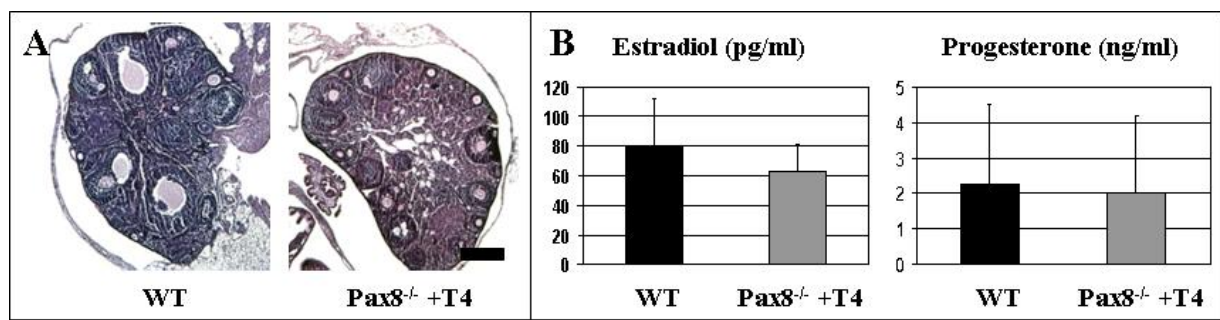 A
WT
Pax8-/- +T4
B
Estradiol (pg/ml)
120
100
80
60
40
20
0
WT
Pax8-/- +T4
Progesterone (ng/ml)
5
4
3
2
1
0
WT
Pax8-/- +T4